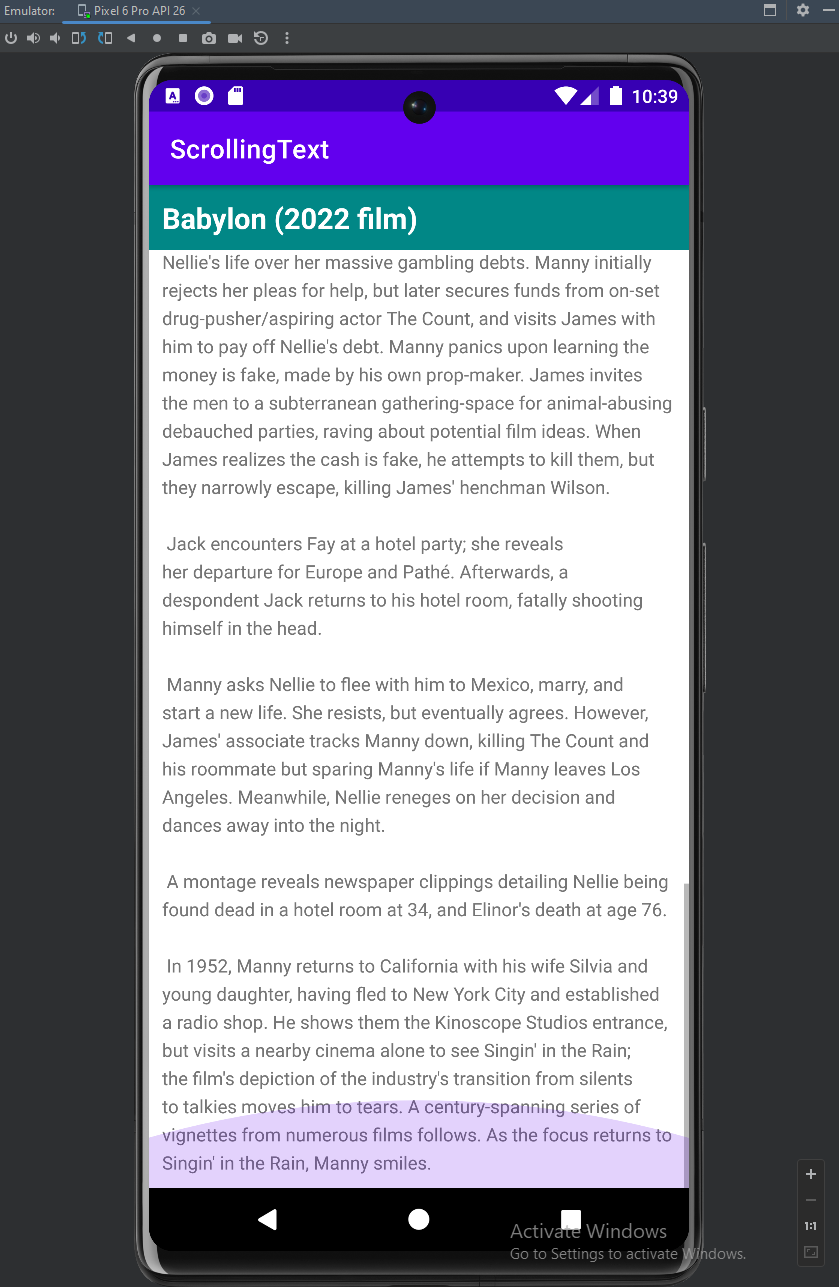 Emulator: Pixel 6 Pro API 26
10:39
ScrollingText
Babylon (2022 film)
Nellie's life over her massive gambling debts. Manny initially
rejects her pleas for help, but later secures funds from on-set
drug-pusher/aspiring actor The Count, and visits James with
him to pay off Nellie's debt. Manny panics upon learning the
money is fake, made by his own prop-maker. James invites
the men to a subterranean gathering-space for animal-abusing
debauched parties, raving about potential film ideas. When
James realizes the cash is fake, he attempts to kill them, but
they narrowly escape, killing James' henchman Wilson.
Jack encounters Fay at a hotel party; she reveals
her departure for Europe and Pathé. Afterwards, a
despondent Jack returns to his hotel room, fatally shooting
himself in the head.
Manny asks Nellie to flee with him to Mexico, marry, and
start a new life. She resists, but eventually agrees. However,
James' associate tracks Manny down, killing The Count and
his roommate but sparing Manny's life if Manny leaves Los
Angeles. Meanwhile, Nellie reneges on her decision and
dances away into the night.
A montage reveals newspaper clippings detailing Nellie being
found dead in a hotel room at 34, and Elinor's death at age 76.
In 1952, Manny returns to California with his wife Silvia and
young daughter, having fled to New York City and established
a radio shop. He shows them the Kinoscope Studios entrance,
but visits a nearby cinema alone to see Singin' in the Rain;
the film's depiction of the industry's transition from silents
to talkies moves him to tears. A century-spanning series of
vignettes from numerous films follows. As the focus returns to
Singin' in the Rain, Manny smiles.
1:1
Activate Windows
Go to Settings to activate Windows.